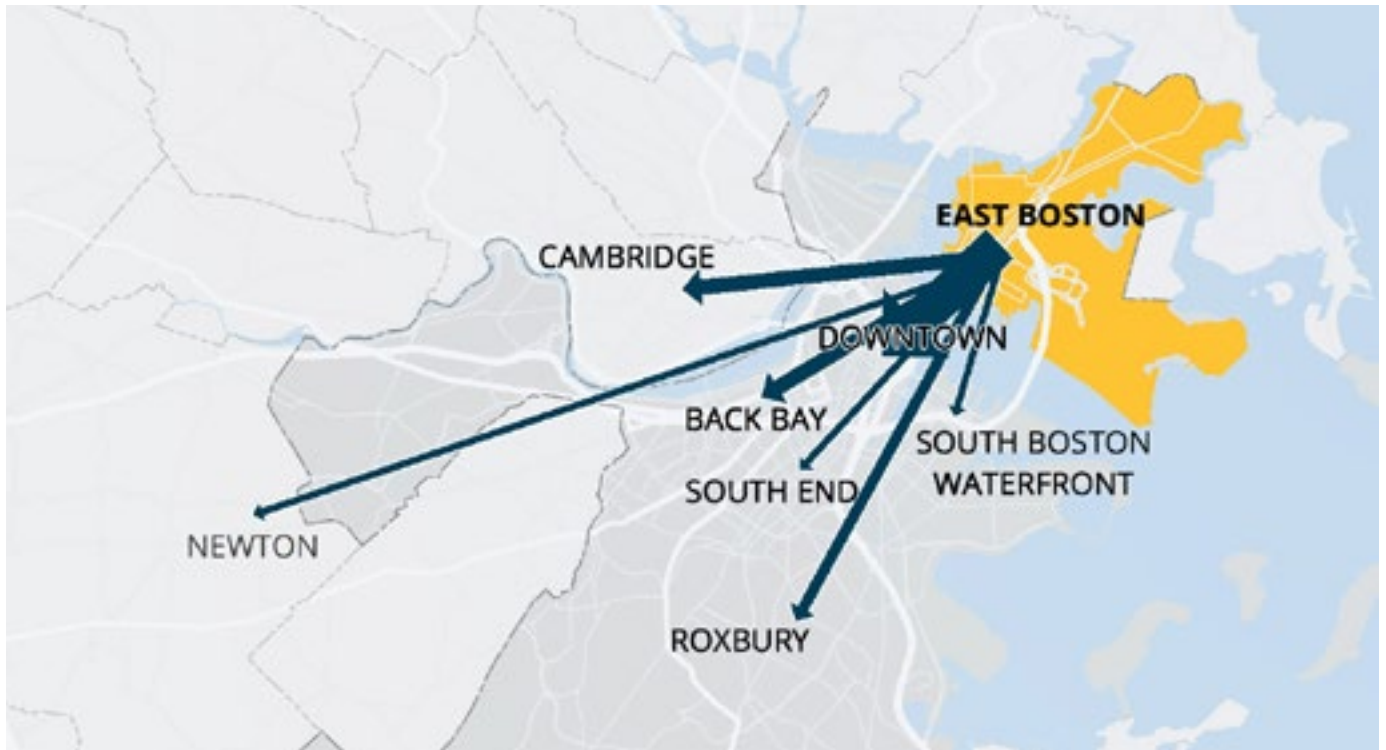 EAST BOSTON
CAMBRIDGE
DOWNTOWN
BACK BAY
SOUTH BOSTON
WATERFRONT
SOUTH END
NEWTON
ROXBURY